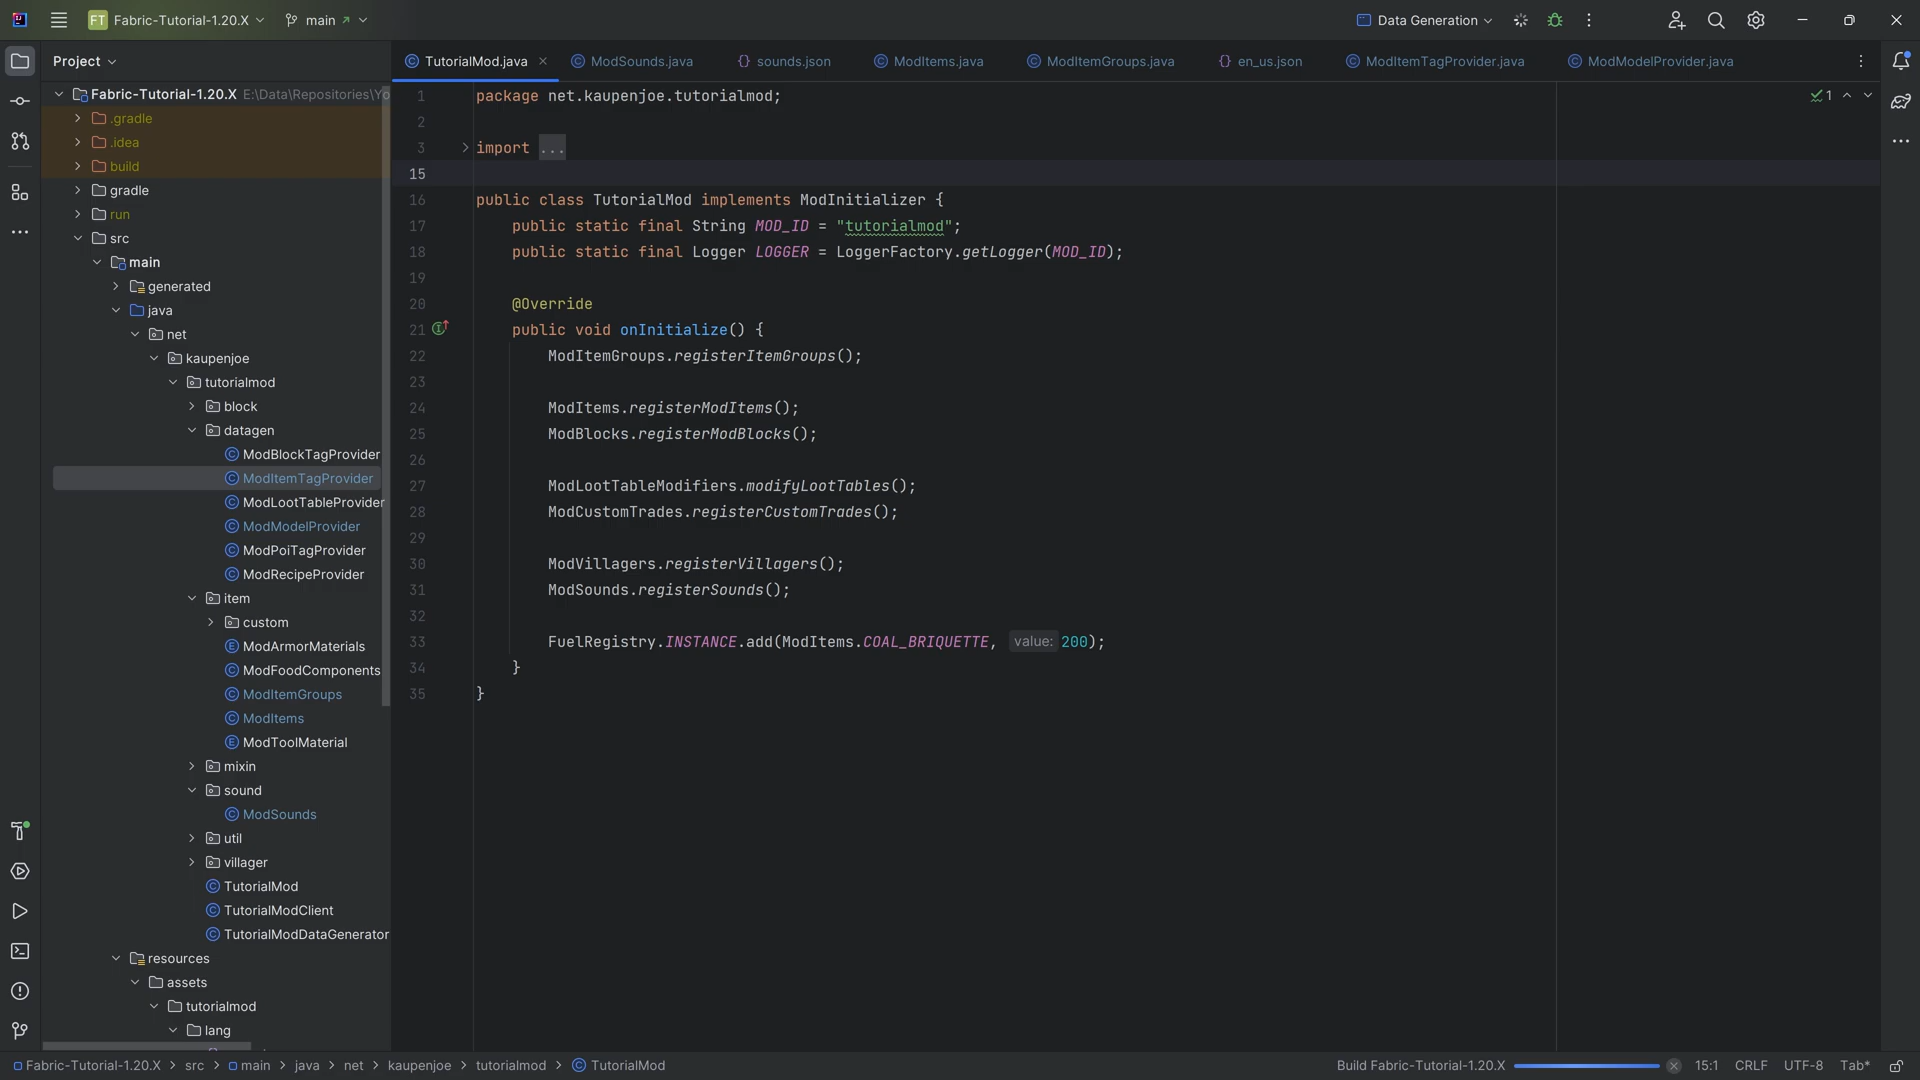 FT Fabric-Tutorial-1.20.X main Data Generation
Project
TutorialMod.java ModSounds.java sounds.json ModItems.java ModItemGroups.java en_us.json ModItemTagProvider.java ModModelProvider.java
Fabric-Tutorial-1.20.X E:\Data\Repositories\Yo
.gradle
.idea
build
gradle
run
src
main
generated
java
net
kaupenjoe
tutorialmod
block
datagen
ModBlockTagProvider
ModItemTagProvider
ModLootTableProvider
ModModelProvider
ModPoiTagProvider
ModRecipeProvider
item
custom
ModArmorMaterials
ModFoodComponents
ModItemGroups
ModItems
ModToolMaterial
mixin
sound
ModSounds
util
villager
TutorialMod
TutorialModClient
TutorialModDataGenerator
resources
assets
tutorialmod
lang
1 package net.kaupenjoe.tutorialmod;
2
3 import ...
15
16 public class TutorialMod implements ModInitializer {
17 public static final String MOD_ID = "tutorialmod";
18 public static final Logger LOGGER = LoggerFactory.getLogger(MOD_ID);
19
20 @Override
21 public void onInitialize() {
22 ModItemGroups.registerItemGroups();
23
24 ModItems.registerModItems();
25 ModBlocks.registerModBlocks();
26
27 ModLootTableModifiers.modifyLootTables();
28 ModCustomTrades.registerCustomTrades();
29
30 ModVillagers.registerVillagers();
31 ModSounds.registerSounds();
32
33 FuelRegistry.INSTANCE.add(ModItems.COAL_BRIQUETTE, value: 200);
34 }
35 }
1
Fabric-Tutorial-1.20.X > src > main > java > net > kaupenjoe > tutorialmod > TutorialMod
Build Fabric-Tutorial-1.20.X 15:1 CRLF UTF-8 Tab*